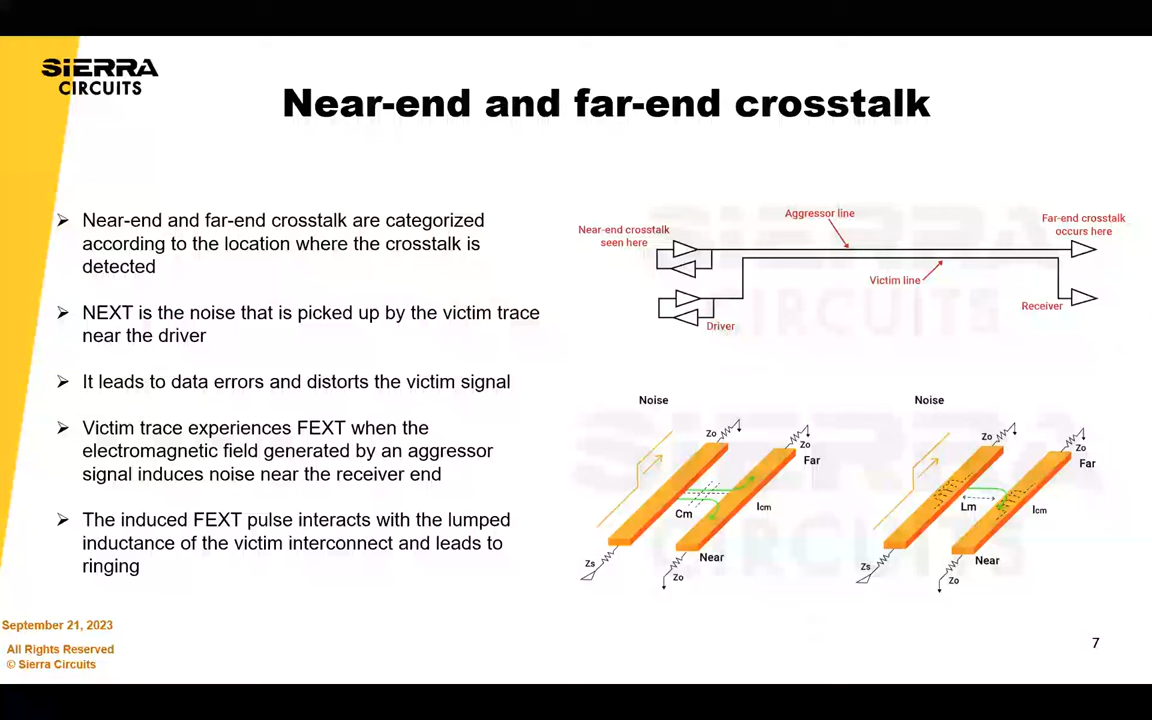 SIERRA
CIRCUITS
Near-end and far-end crosstalk
Near-end and far-end crosstalk are categorized
according to the location where the crosstalk is
detected
NEXT is the noise that is picked up by the victim trace
near the driver
It leads to data errors and distorts the victim signal
Victim trace experiences FEXT when the
electromagnetic field generated by an aggressor
signal induces noise near the receiver end
The induced FEXT pulse interacts with the lumped
inductance of the victim interconnect and leads to
ringing
Aggressor line
Near-end crosstalk
seen here
Far-end crosstalk
occurs here
Victim line
Receiver
Driver
SIERRA
CIRCUITS
Noise
Zo
Zo
Far
Cm
Icm
Near
Zs
Zo
Noise
Zo
Zo
Far
Lm
Icm
Near
Zs
Zo
SIERRA
CIRCUITS
SIERRA
CIRCUITS
September 21, 2023
All Rights Reserved
© Sierra Circuits
7